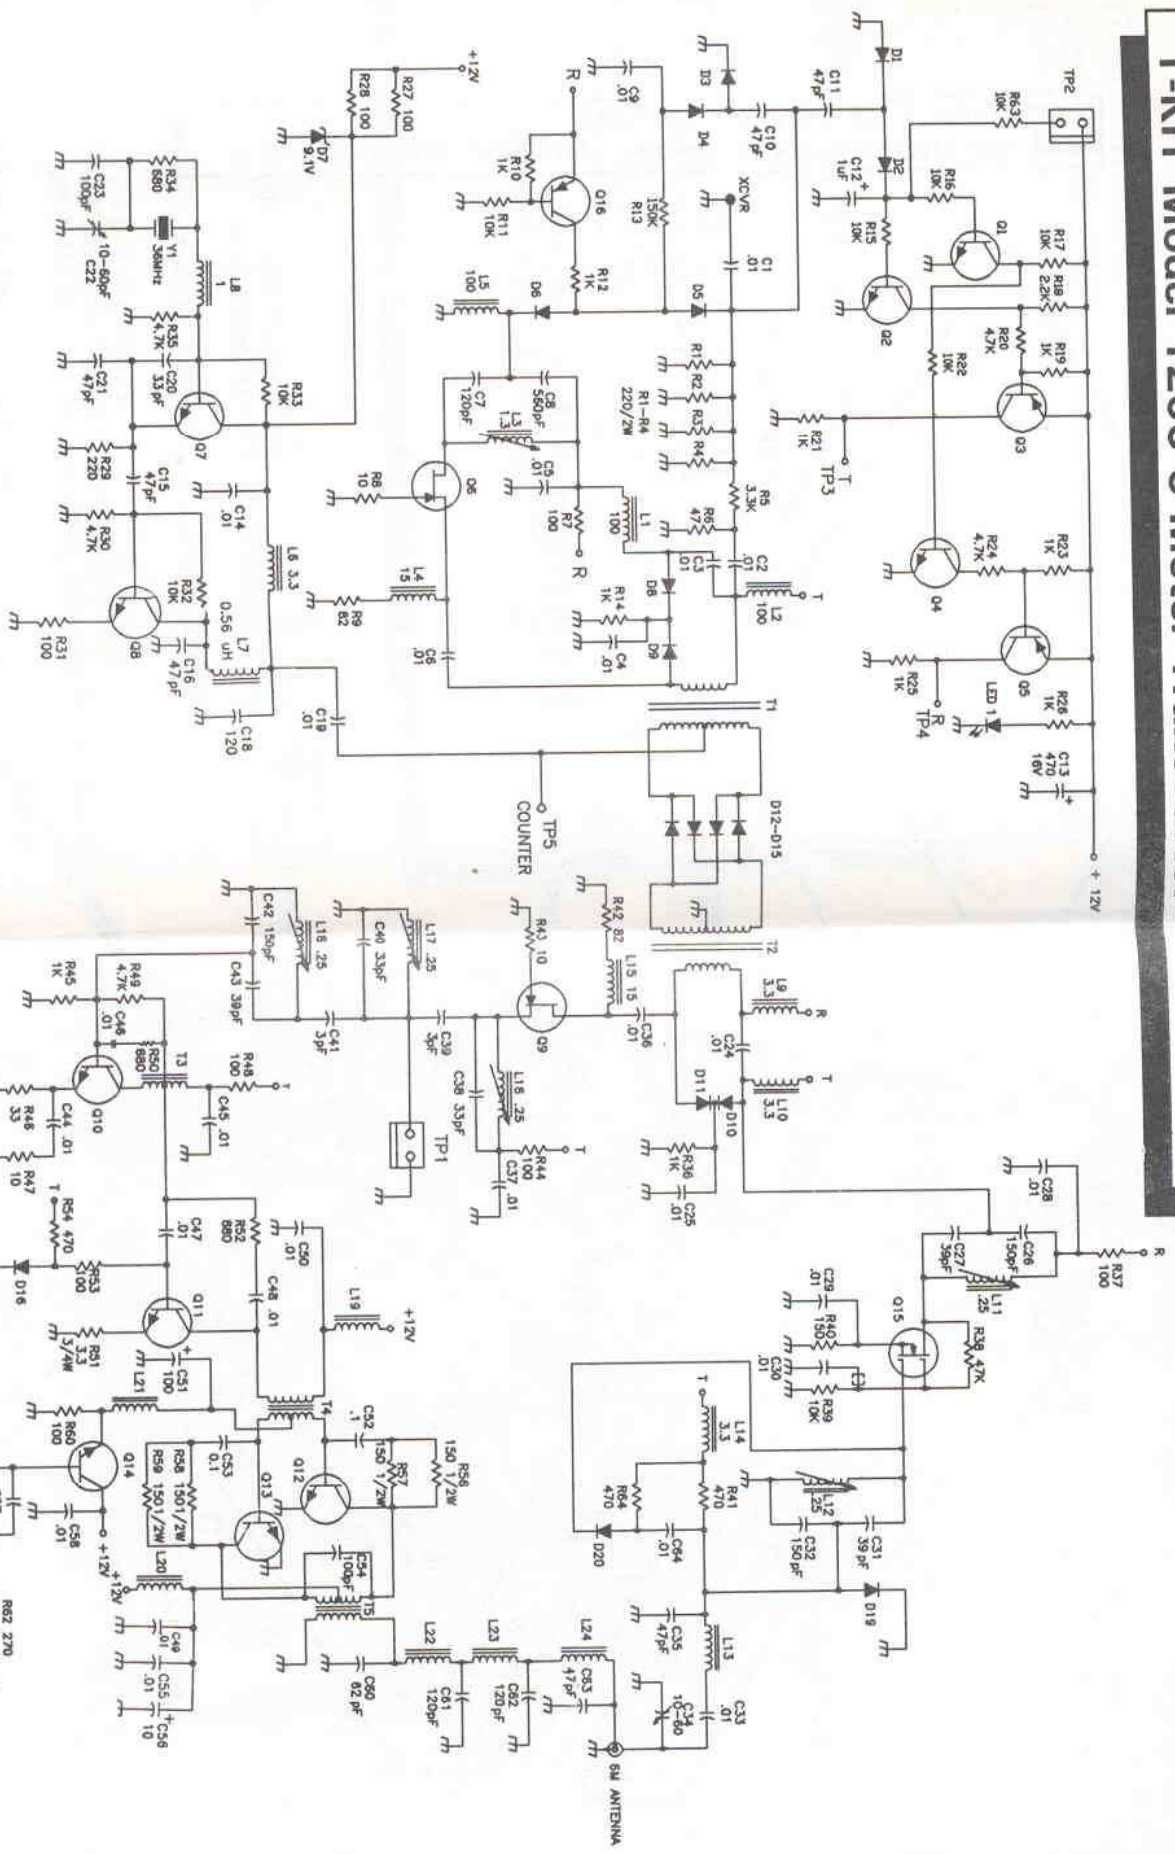 TP2
R63
10K
D1
D2
C11
47pF
C12
1uF
+
R16
10K
R15
10K
Q1
Q2
R17
10K
R18
2.2K
R20
4.7K
R19
1K
R22
10K
Q3
R21
1K
T
TP3
Q4
R24
4.7K
R23
1K
Q5
R25
1K
R
TP4
LED 1
R26
1K
C13
470
16V
+
+ 12V
D3
D4
C10
47pF
C9
.01
R
R10
1K
R11
10K
Q16
R12
1K
R13
150K
XCVR
C1
.01
D5
D6
L5
100
R1
R2
R3
R4
R1-R4
220/2W
R5
3.3K
R6
47
C2
.01
C3
.01
L2
100
T
L1
100
R7
100
R
C5
.01
C8
560pF
C7
120pF
L3
1.3
D8
R14
1K
C4
.01
D9
Q6
R8
10
L4
15
R9
82
C6
.01
T1
D12--D15
T2
TP5
COUNTER
+12V
R27 100
R28 100
D7
9.1V
R34
680
C23
100pF
Y1
36MHz
10-60pF
C22
L8
1
R35
4.7K
C20
33pF
C21
47pF
R33
10K
Q7
R29
220
C15
47pF
C14
.01
R30
4.7K
L6 3.3
R32
10K
Q8
R31
100
0.56 uH
L7
C16
47pF
C18
120
C19
.01
R42 82
L15 15
C36
.01
L9
3.3
R
C24
.01
T
L10
3.3
D11
D10
R36
1K
C25
.01
R43 10
Q9
C39
3pF
C38 33pF
L16 .25
R44
100
T
C37 .01
TP1
L17 .25
C40 33pF
C41
3pF
L18 .25
C42 150pF
C43 39pF
R45
1K
R49
4.7K
C46
.01
R50
680
T3
R48
100
T
C45 .01
Q10
C44 .01
R46
33
R47
10
C28
.01
R37
100
R
C26
150pF
C27
39pF
L11
.25
Q15
R38 47K
C29
.01
R40
150
C30
.01
R39
10K
T
L14
3.3
R41
470
R64
470
L12
.25
C31
39pF
C32
150pF
D19
C64
.01
D20
C35
47pF
L13
C33
.01
C34
10-60
6M ANTENNA
L24
C63
47pF
L23
C62
120pF
L22
C61
120pF
C60
62pF
T5
C54
100pF
C47
.01
R52
680
C48 .01
C50
.01
L19
+12V
T
R54 470
R53
100
D16
Q11
R51
3.3
3/4W
C51
100
+
L21
T4
C52
.1
R57
150 1/2W
R56
150 1/2W
Q12
Q13
C53
0.1
R58 150 1/2W
R59 150 1/2W
R60
100
Q14
C58
.01
+12V
L20
+12V
C49
.01
C55
.01
C56
10
+
R62 270